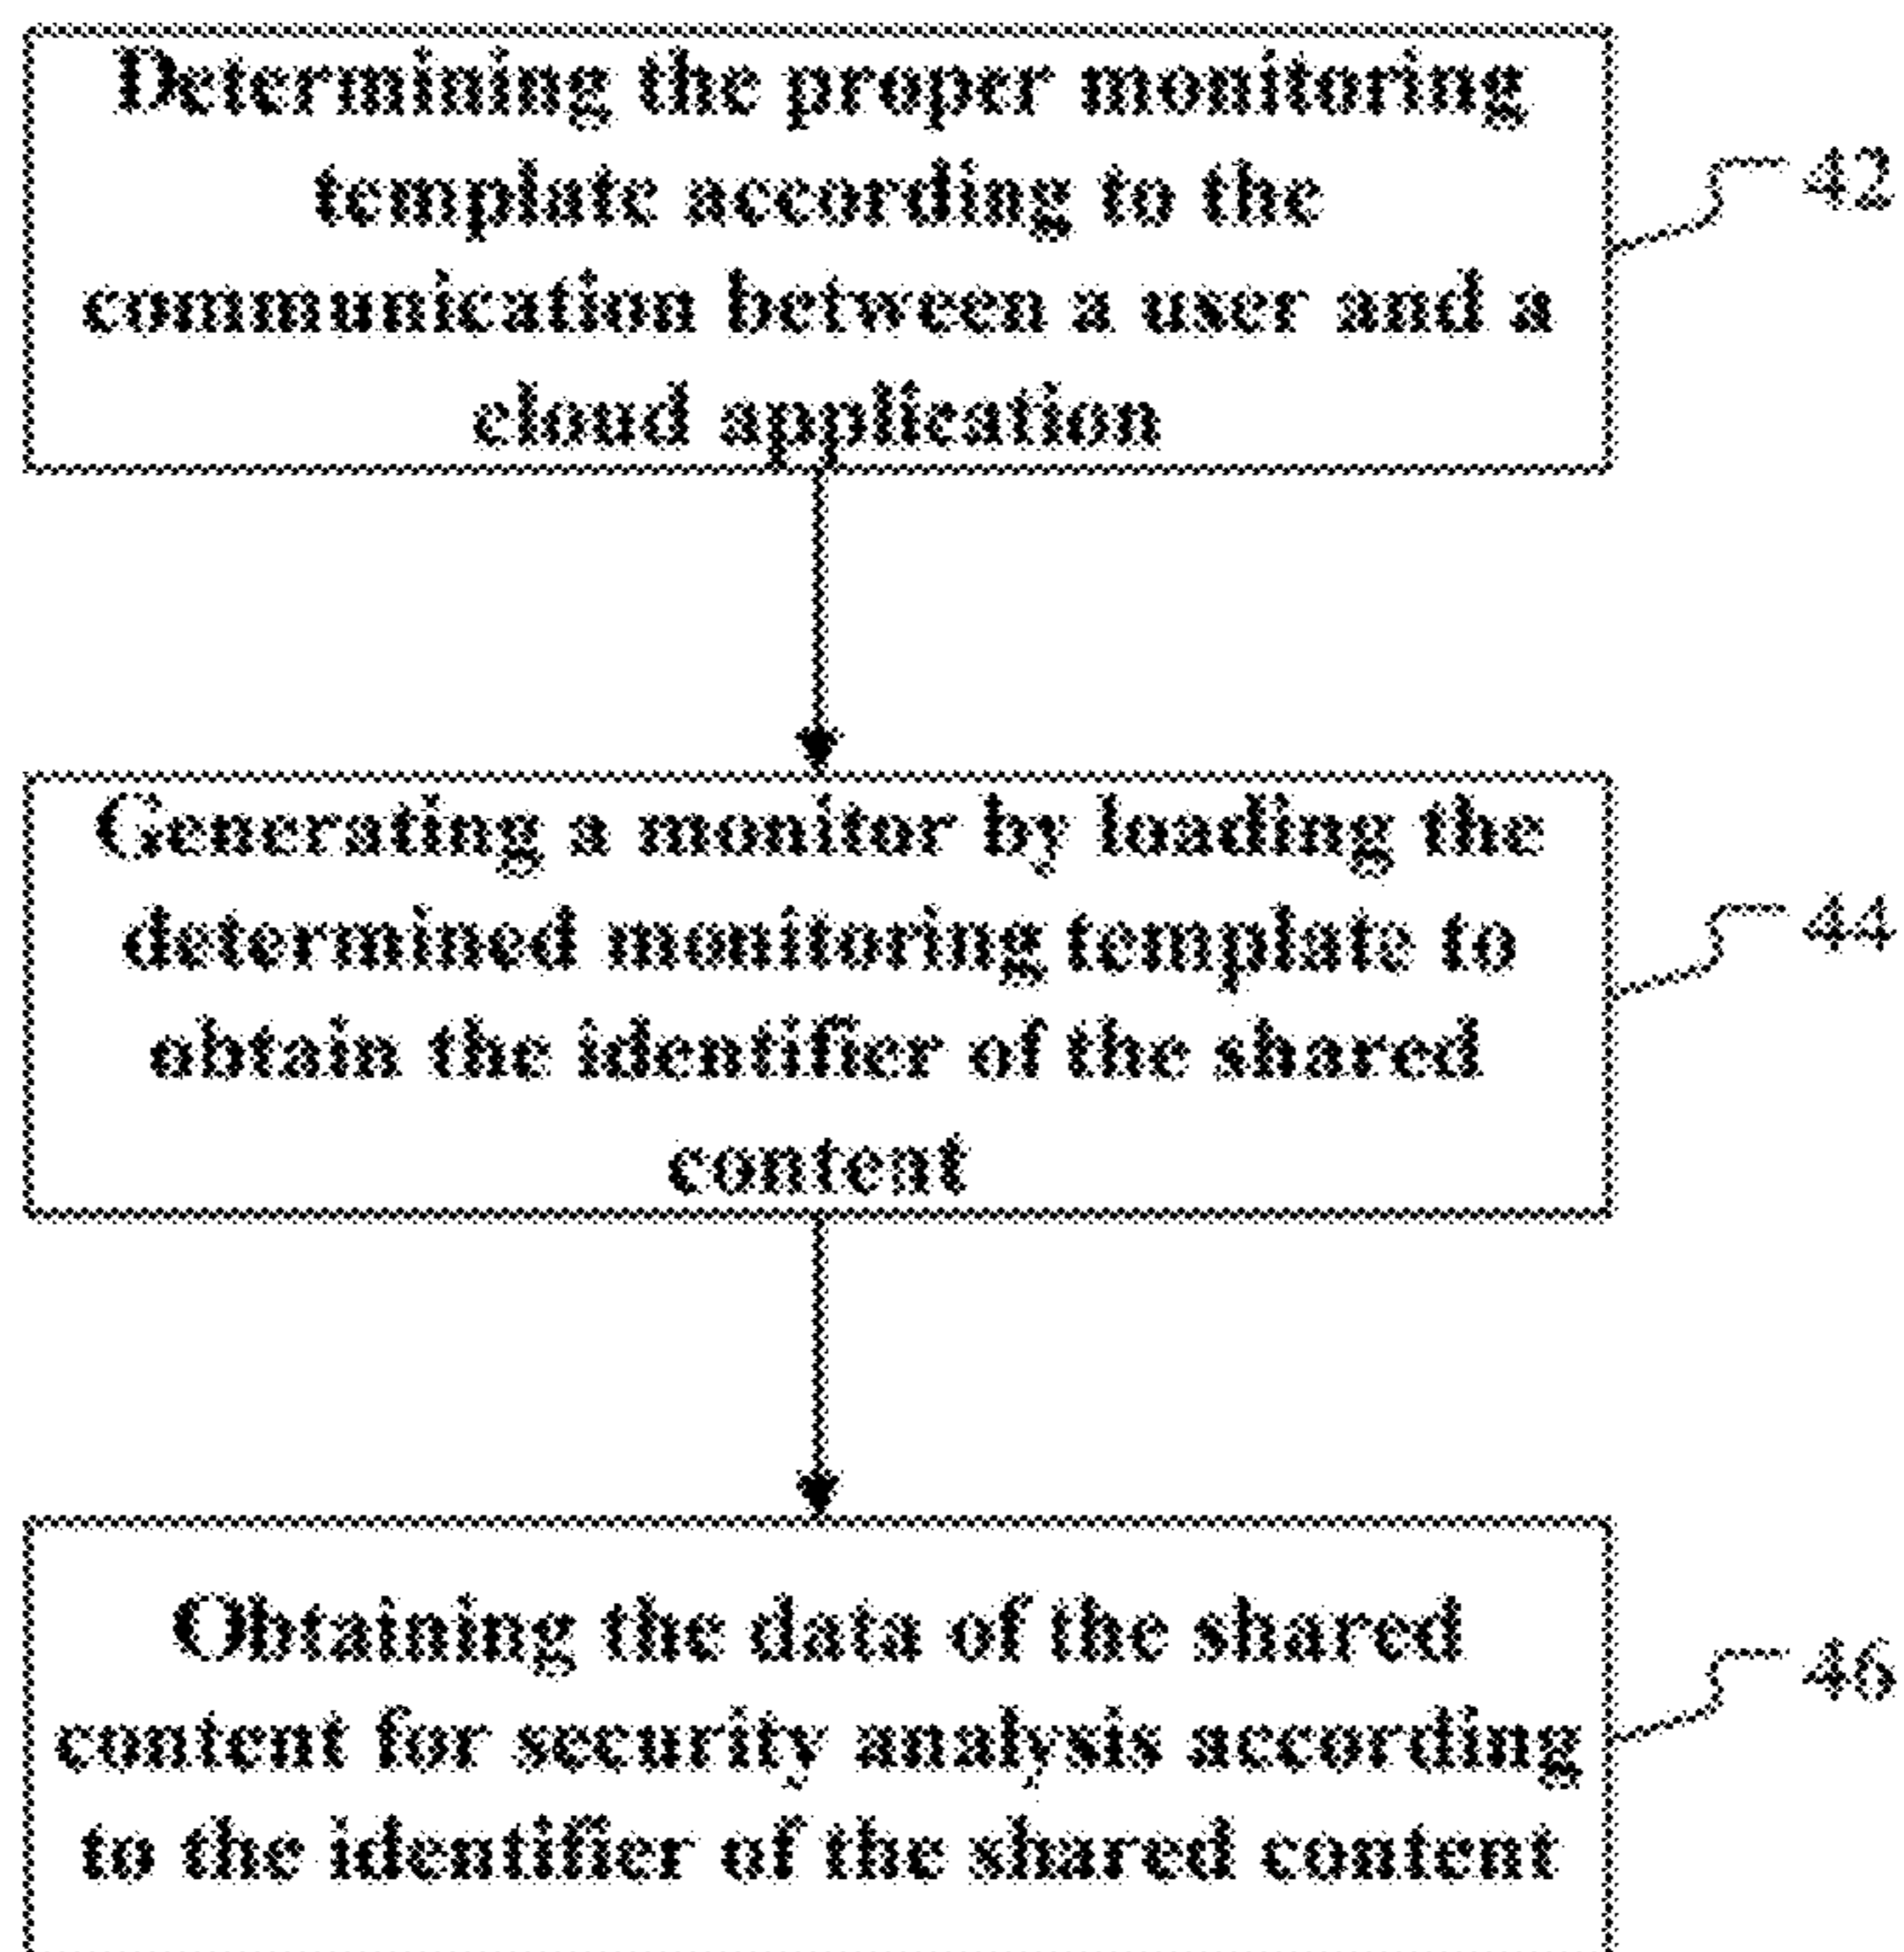 Determining the proper monitoring
template according to the
communication between a user and a
cloud application
42
Generating a monitor by loading the
determined monitoring template to
obtain the identifier of the shared
content
44
Obtaining the data of the shared
content for security analysis according
to the identifier of the shared content
46